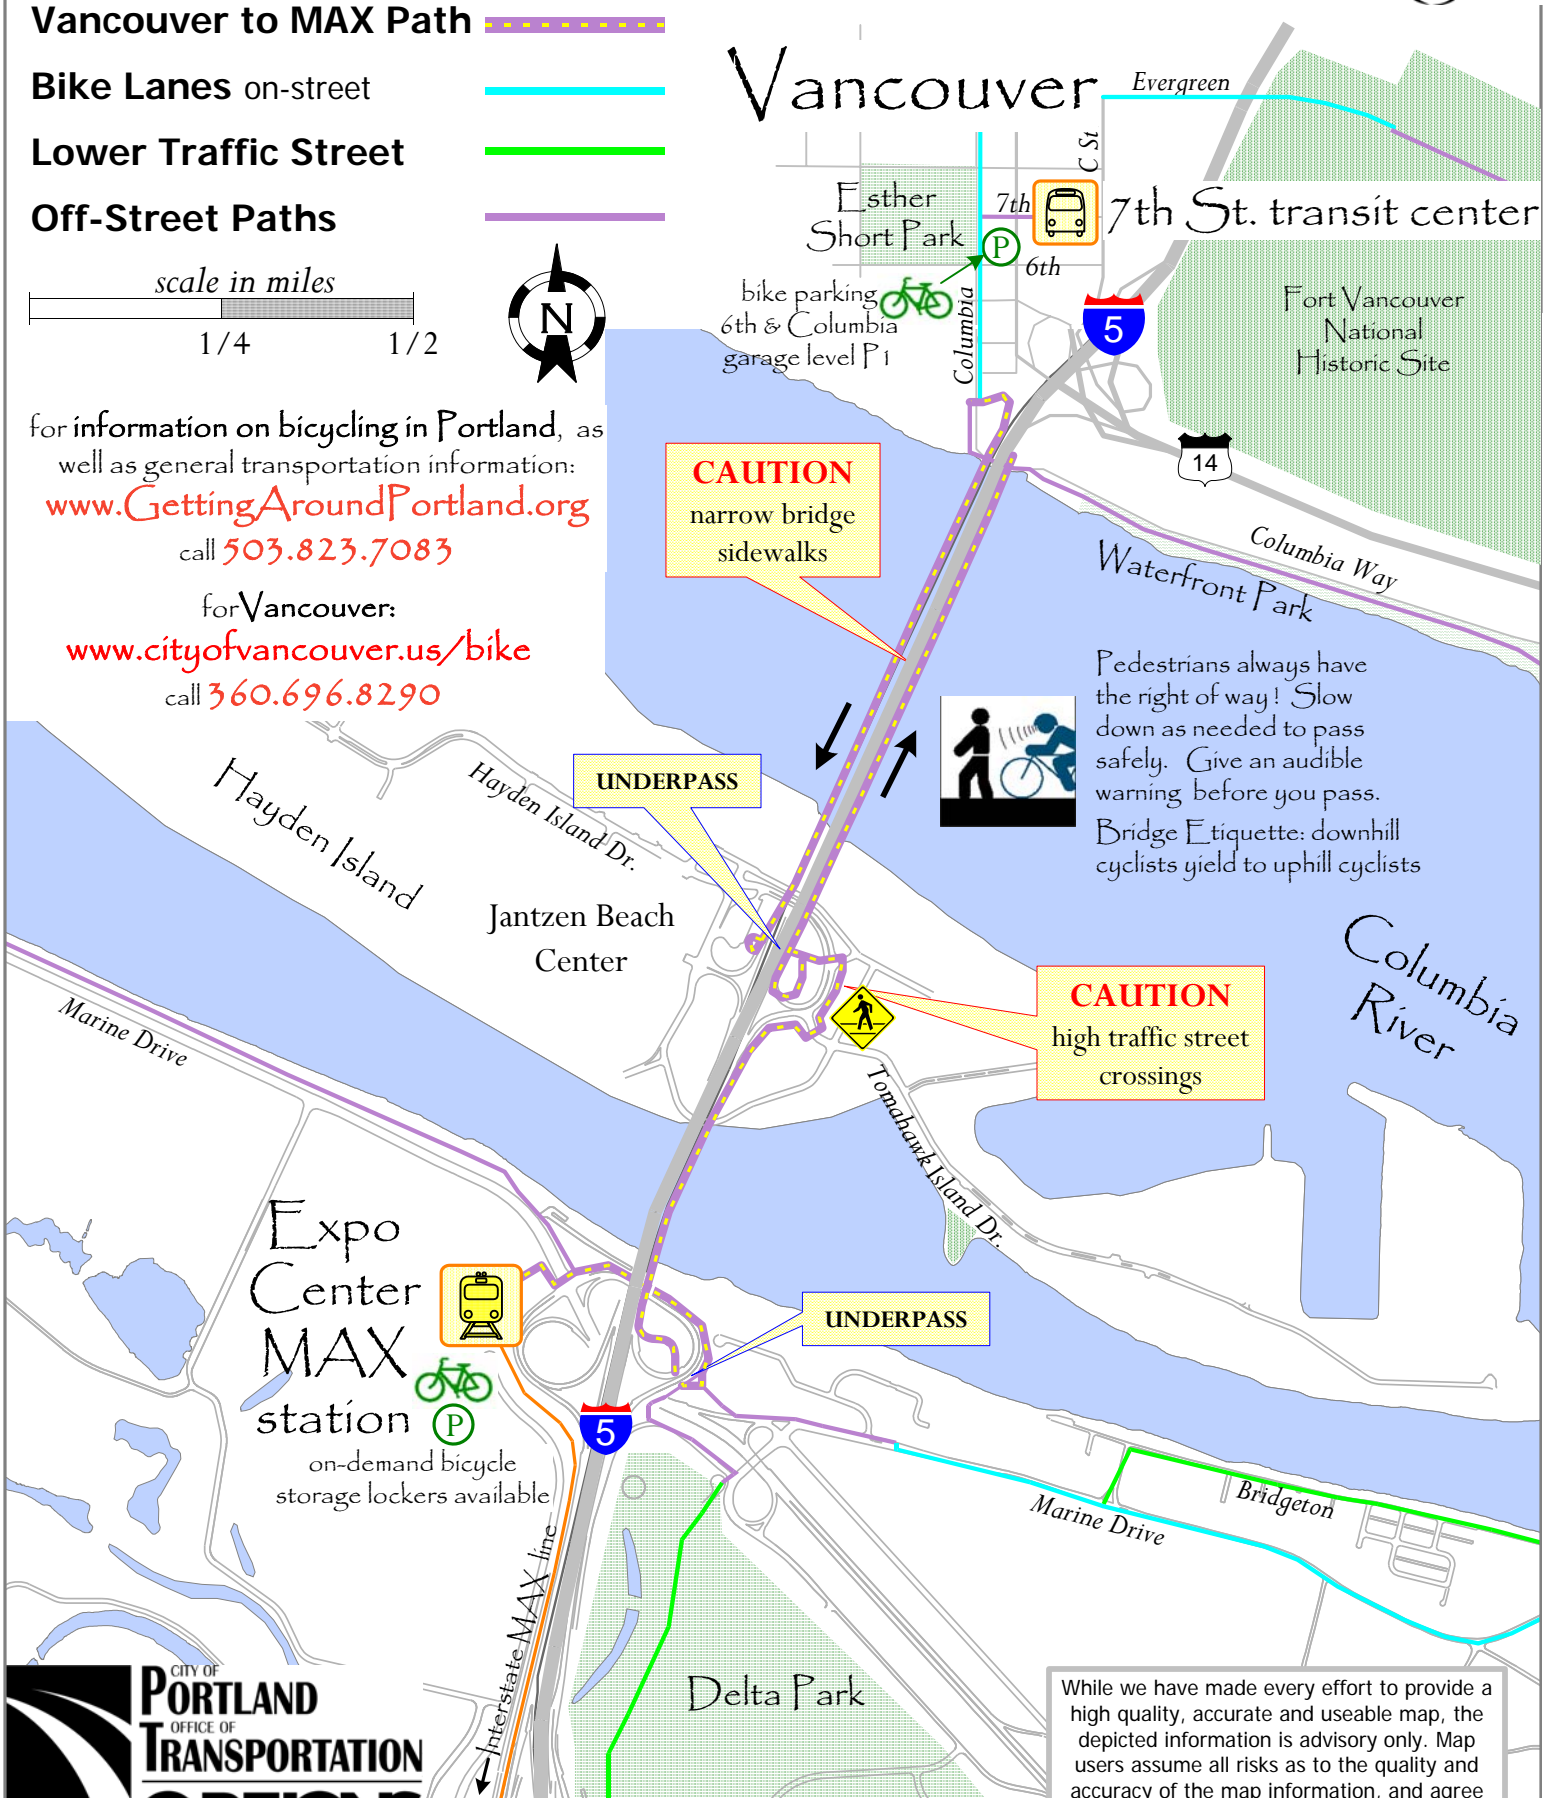 Vancouver to MAX Path
Bike Lanes on-street
Lower Traffic Street
Off-Street Paths
scale in miles
1/4 1/2
N
for information on bicycling in Portland, as
well as general transportation information:
www.GettingAroundPortland.org
call 503.823.7083
for Vancouver:
www.cityofvancouver.us/bike
call 360.696.8290
Vancouver
Evergreen
C St
Esther
Short Park
7th
7th St. transit center
P
6th
bike parking
6th & Columbia
garage level P1
Columbia
5
Fort Vancouver
National
Historic Site
14
CAUTION
narrow bridge
sidewalks
Columbia Way
Waterfront Park
Pedestrians always have
the right of way! Slow
down as needed to pass
safely. Give an audible
warning before you pass.
Bridge Etiquette: downhill
cyclists yield to uphill cyclists
UNDERPASS
Hayden Island Dr.
Hayden Island
Jantzen Beach
Center
Columbia
River
CAUTION
high traffic street
crossings
Marine Drive
Tomahawk Island Dr.
Expo
Center
MAX
station
P
on-demand bicycle
storage lockers available
UNDERPASS
5
Marine Drive
Bridgeton
Interstate MAX line
Delta Park
CITY OF
PORTLAND
OFFICE OF
TRANSPORTATION
OPTIONS
While we have made every effort to provide a
high quality, accurate and useable map, the
depicted information is advisory only. Map
users assume all risks as to the quality and
accuracy of the map information, and agree